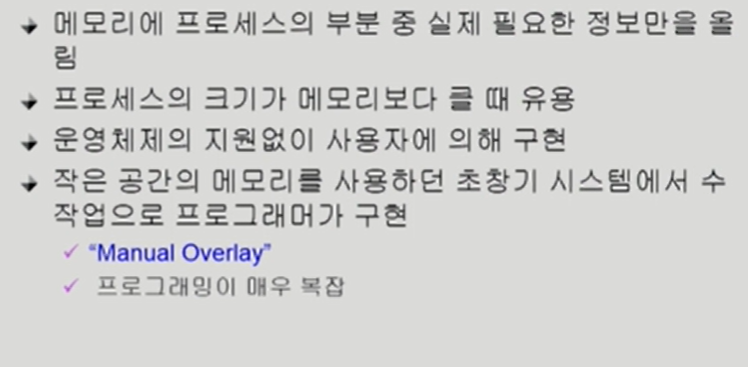 메모리에 프로세스의 부분 중 실제 필요한 정보만을 올
림
프로세스의 크기가 메모리보다 클 때 유용
운영체제의 지원없이 사용자에 의해 구현
작은 공간의 메모리를 사용하던 초창기 시스템에서 수
작업으로 프로그래머가 구현
“Manual Overlay”
프로그래밍이 매우 복잡